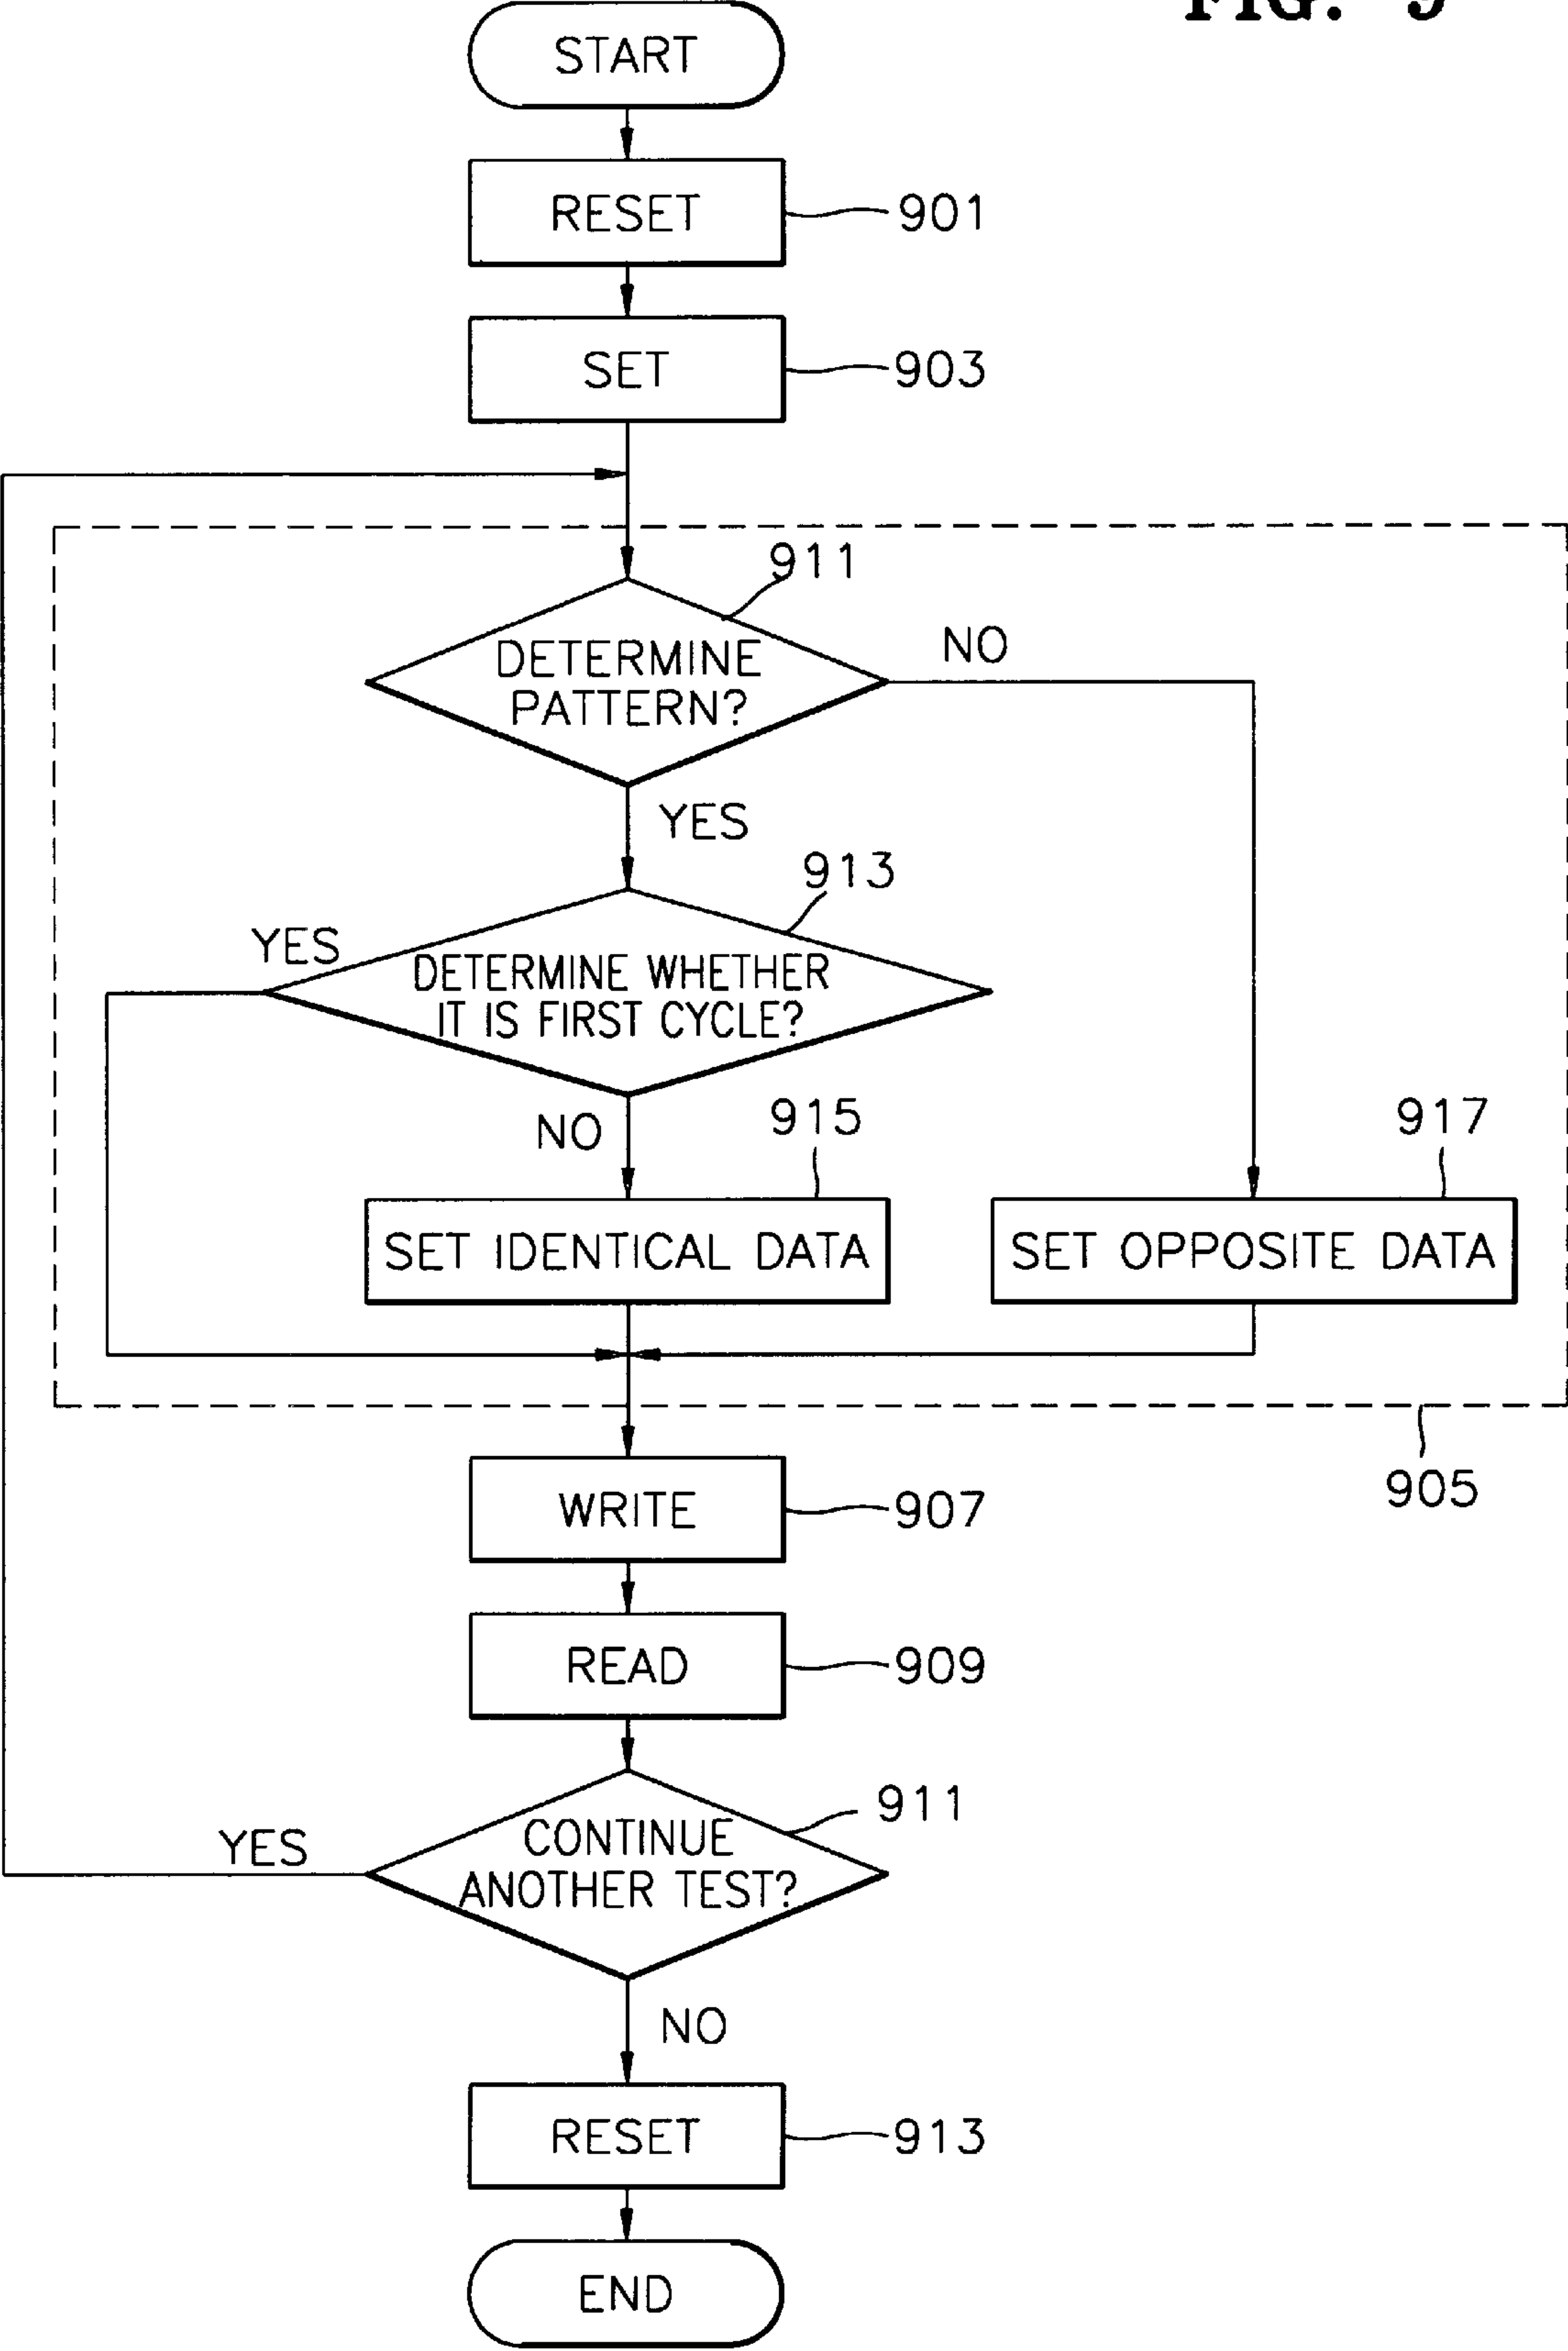 FIG. 9
START
RESET
901
SET
903
911
DETERMINE
PATTERN?
NO
YES
913
YES
DETERMINE WHETHER
IT IS FIRST CYCLE?
NO
915
917
SET IDENTICAL DATA
SET OPPOSITE DATA
WRITE
907
905
READ
909
911
CONTINUE
ANOTHER TEST?
YES
NO
RESET
913
END